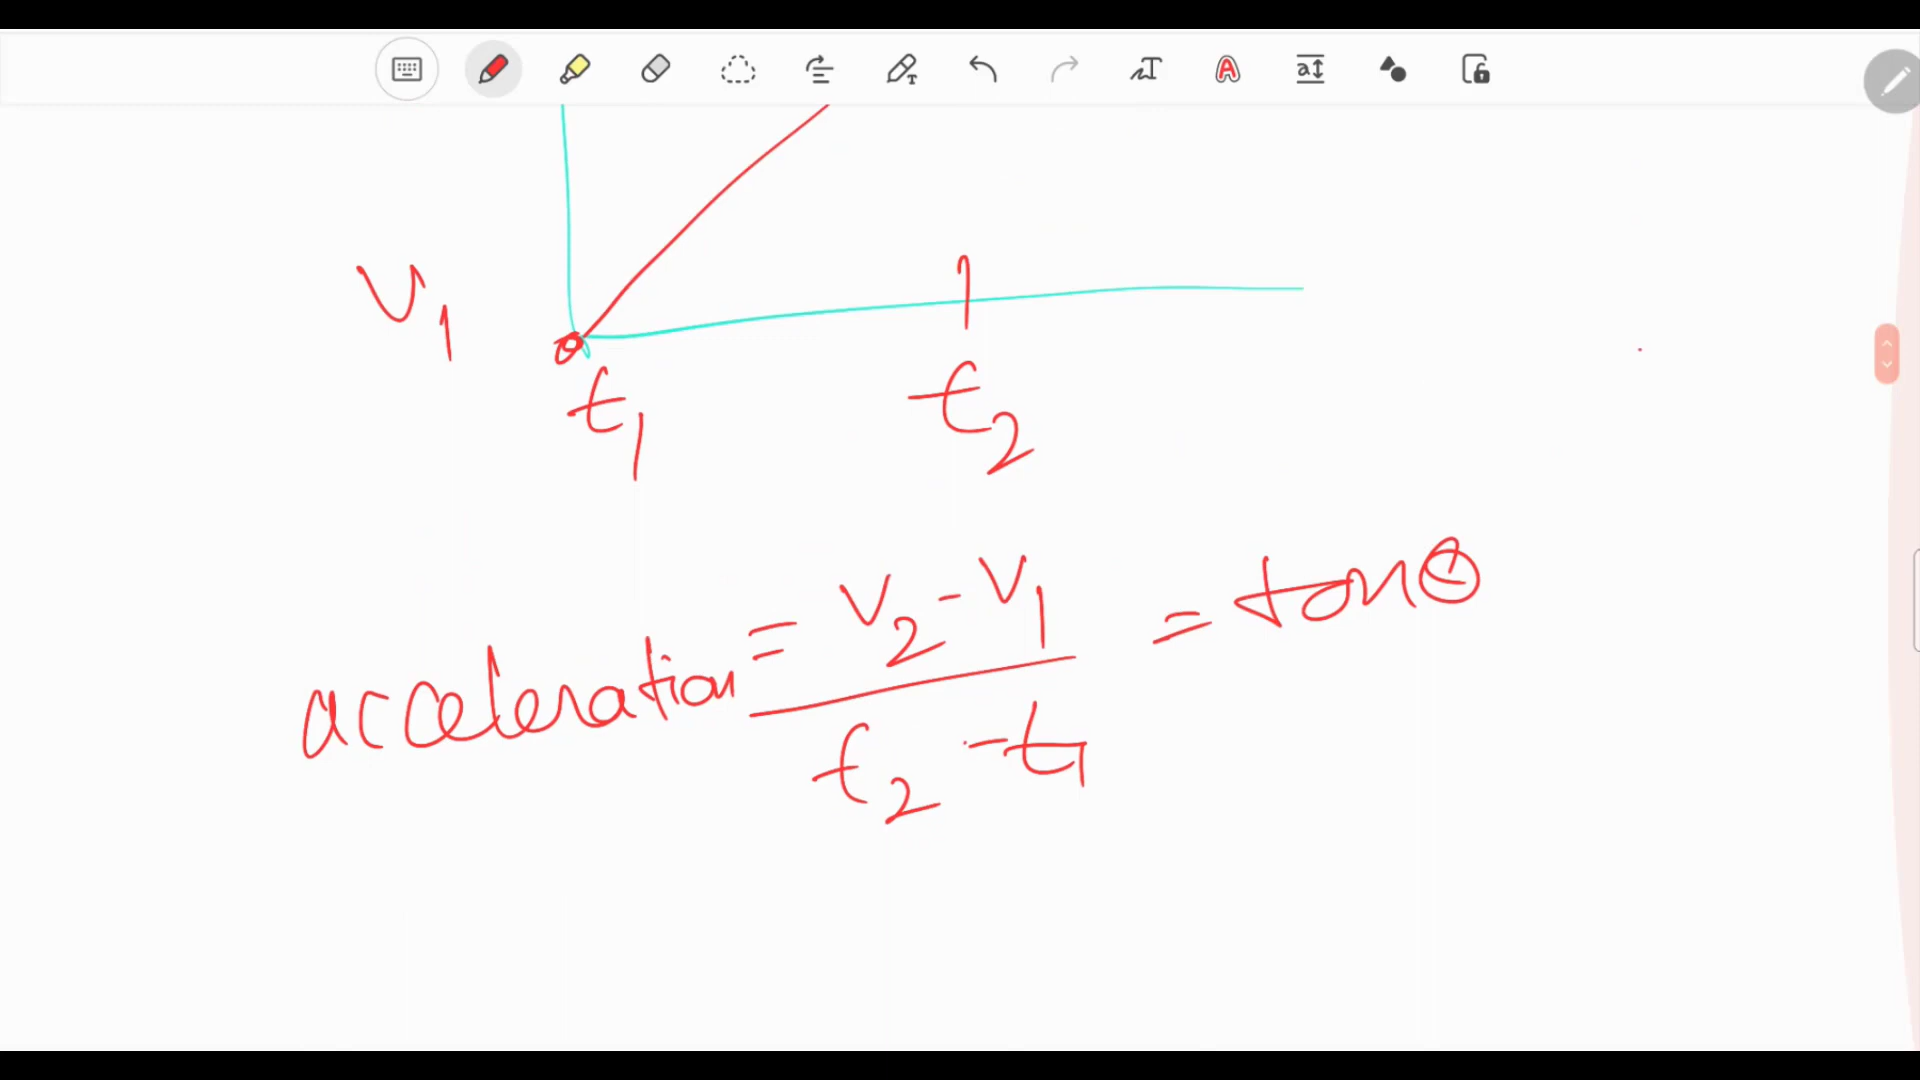 V1
t1
t2
acceleration = V2 - V1 / t2 - t1 = tanθ